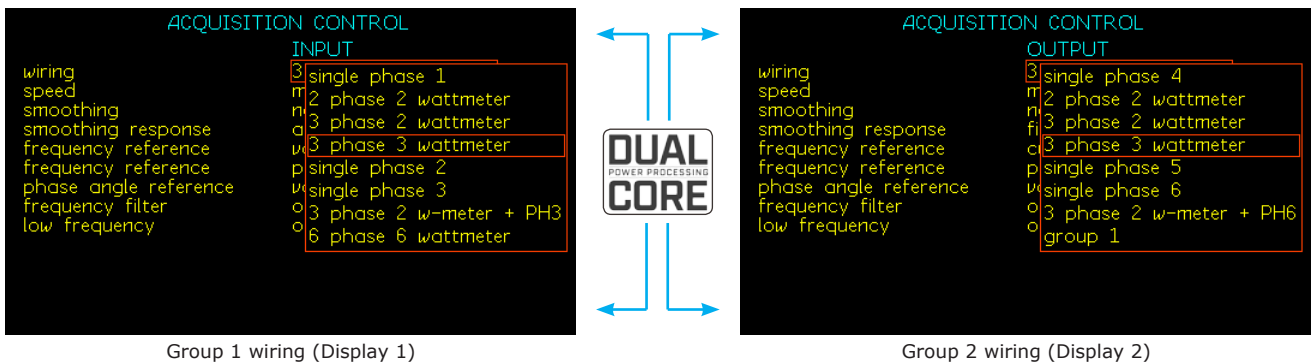 ACQUISITION CONTROL
INPUT
wiring 3
speed m
smoothing n
smoothing response a
frequency reference v
frequency reference p
phase angle reference v
frequency filter o
low frequency o
single phase 1
2 phase 2 wattmeter
3 phase 2 wattmeter
3 phase 3 wattmeter
single phase 2
single phase 3
3 phase 2 w-meter + PH3
6 phase 6 wattmeter
Group 1 wiring (Display 1)
DUAL
POWER PROCESSING
CORE
ACQUISITION CONTROL
OUTPUT
wiring 3
speed m
smoothing n
smoothing response fi
frequency reference c
frequency reference p
phase angle reference v
frequency filter o
low frequency o
single phase 4
2 phase 2 wattmeter
3 phase 2 wattmeter
3 phase 3 wattmeter
single phase 5
single phase 6
3 phase 2 w-meter + PH6
group 1
Group 2 wiring (Display 2)